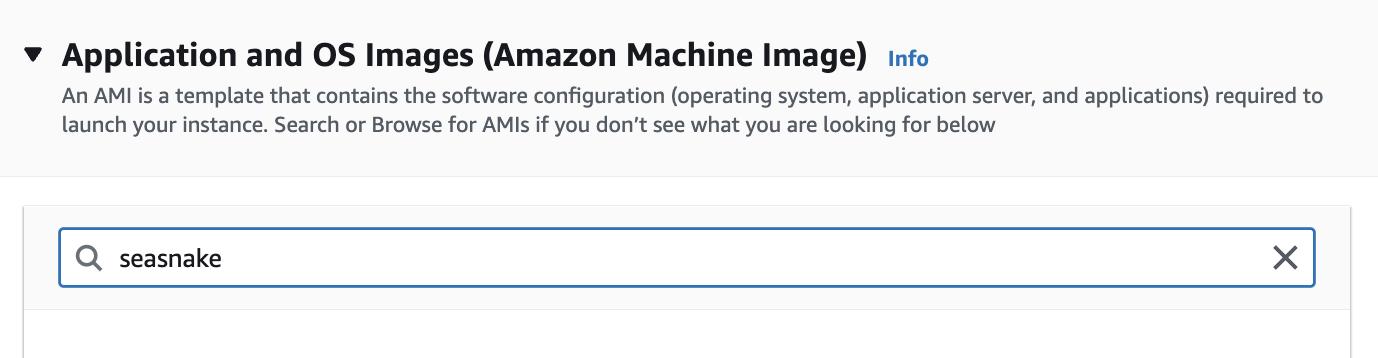 Application and OS Images (Amazon Machine Image) Info
An AMI is a template that contains the software configuration (operating system, application server, and applications) required to
launch your instance. Search or Browse for AMIs if you don’t see what you are looking for below
seasnake